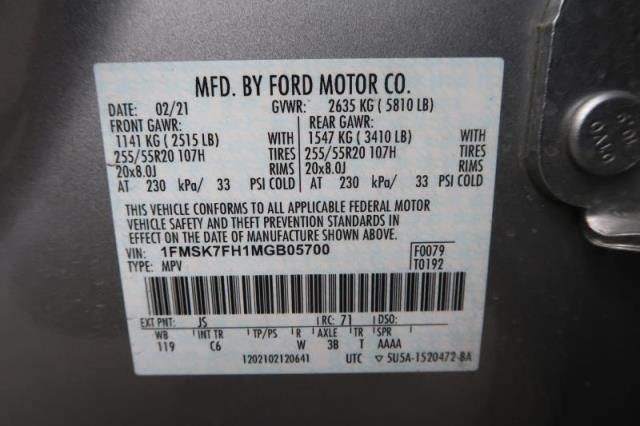 MFD. BY FORD MOTOR CO.
DATE: 02/21 GVWR: 2635 KG ( 5810 LB)
FRONT GAWR: REAR GAWR:
1141 KG ( 2515 LB) WITH 1547 KG ( 3410 LB) WITH
255/55R20 107H TIRES 255/55R20 107H TIRES
20x8.0J RIMS 20x8.0J RIMS
AT 230 kPa/ 33 PSI COLD AT 230 kPa/ 33 PSI COLD
THIS VEHICLE CONFORMS TO ALL APPLICABLE FEDERAL MOTOR
VEHICLE SAFETY AND THEFT PREVENTION STANDARDS IN
EFFECT ON THE DATE OF MANUFACTURE SHOWN ABOVE.
VIN: 1FMSK7FH1MGB05700 F0079
TYPE: MPV T0192
EXT PNT: JS RC: 71 DSO:
WB INT TR TP/PS R AXLE TR SPR
119 C6 W 3B T AAAA
1202102120641 UTC SU5A-1520472-BA